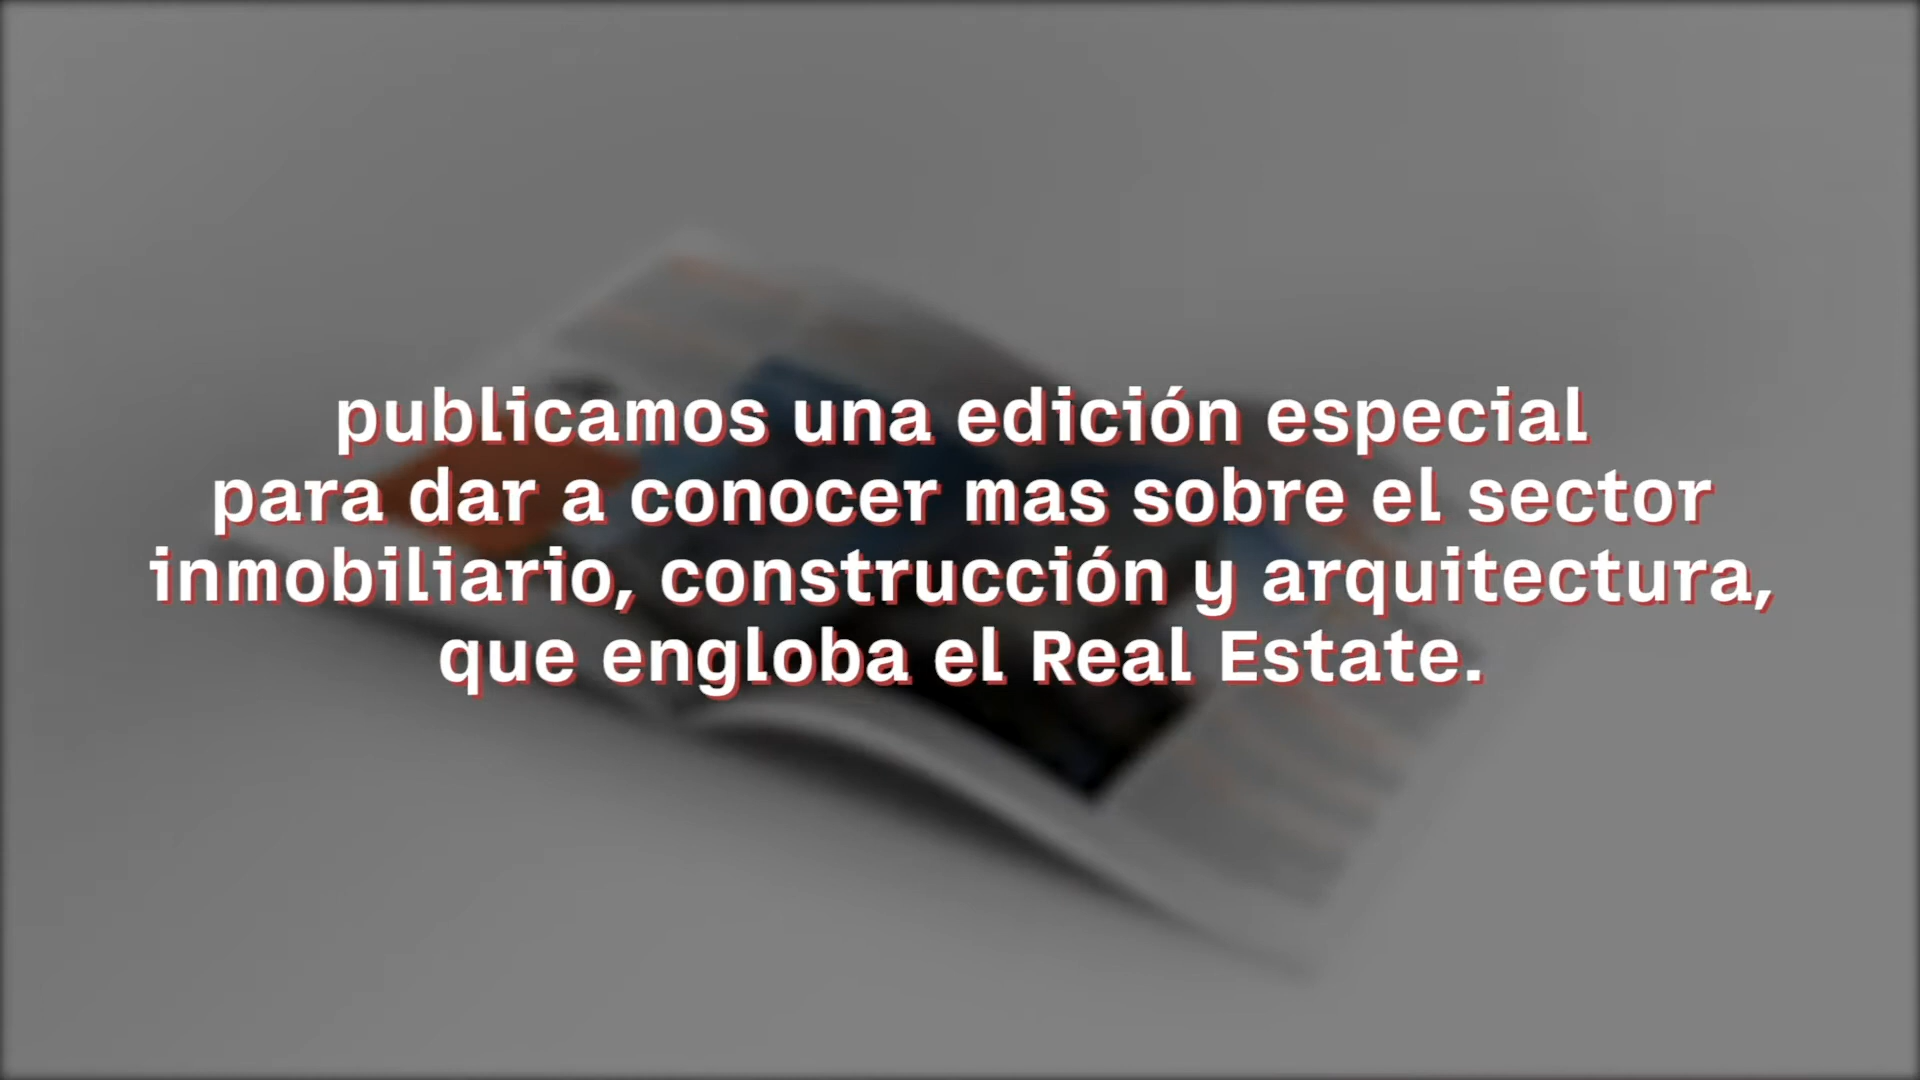 publicamos una edición especial
para dar a conocer mas sobre el sector
inmobiliario, construcción y arquitectura,
que engloba el Real Estate.